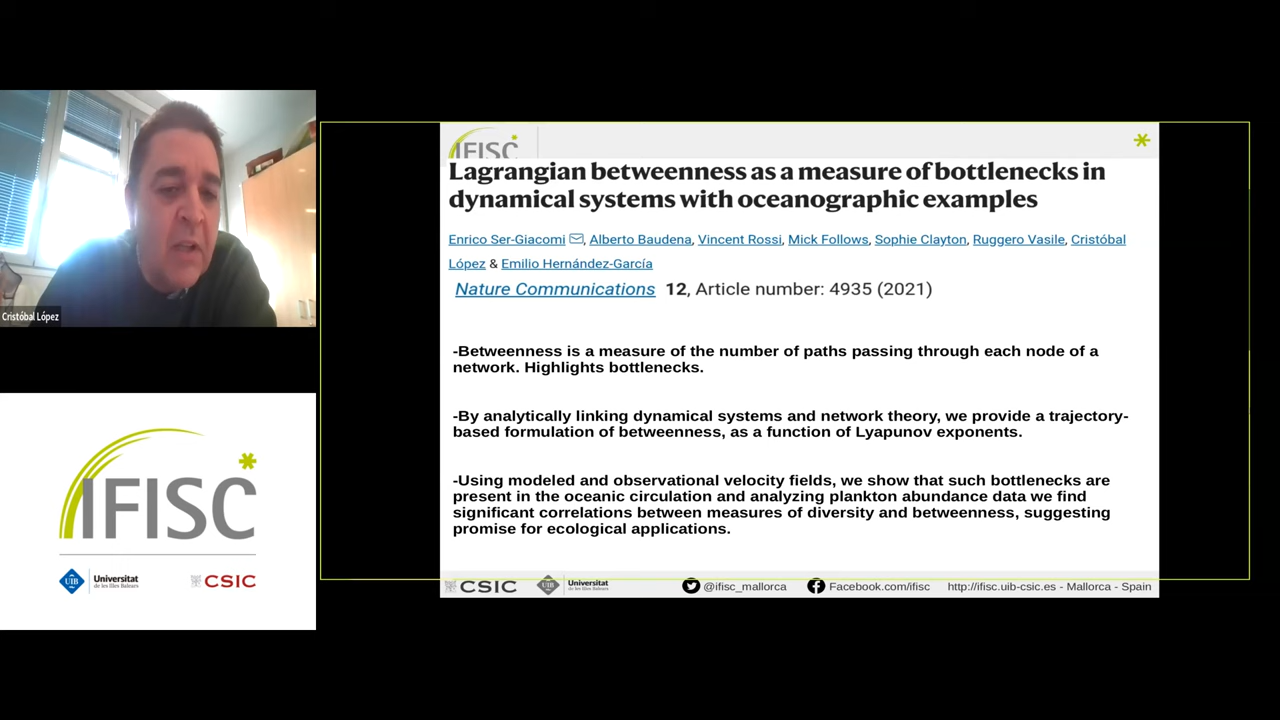 Cristóbal López
IFISC
UIB
Universitat
de les Illes Balears
CSIC
IFISC
Lagrangian betweenness as a measure of bottlenecks in
dynamical systems with oceanographic examples
Enrico Ser-Giacomi, Alberto Baudena, Vincent Rossi, Mick Follows, Sophie Clayton, Ruggero Vasile, Cristóbal
López & Emilio Hernández-García
Nature Communications 12, Article number: 4935 (2021)
-Betweenness is a measure of the number of paths passing through each node of a
network. Highlights bottlenecks.
-By analytically linking dynamical systems and network theory, we provide a trajectory-
based formulation of betweenness, as a function of Lyapunov exponents.
-Using modeled and observational velocity fields, we show that such bottlenecks are
present in the oceanic circulation and analyzing plankton abundance data we find
significant correlations between measures of diversity and betweenness, suggesting
promise for ecological applications.
CSIC
UIB
Universitat
de les Illes Balears
@ifisc_mallorca
Facebook.com/ifisc
http://ifisc.uib-csic.es - Mallorca - Spain